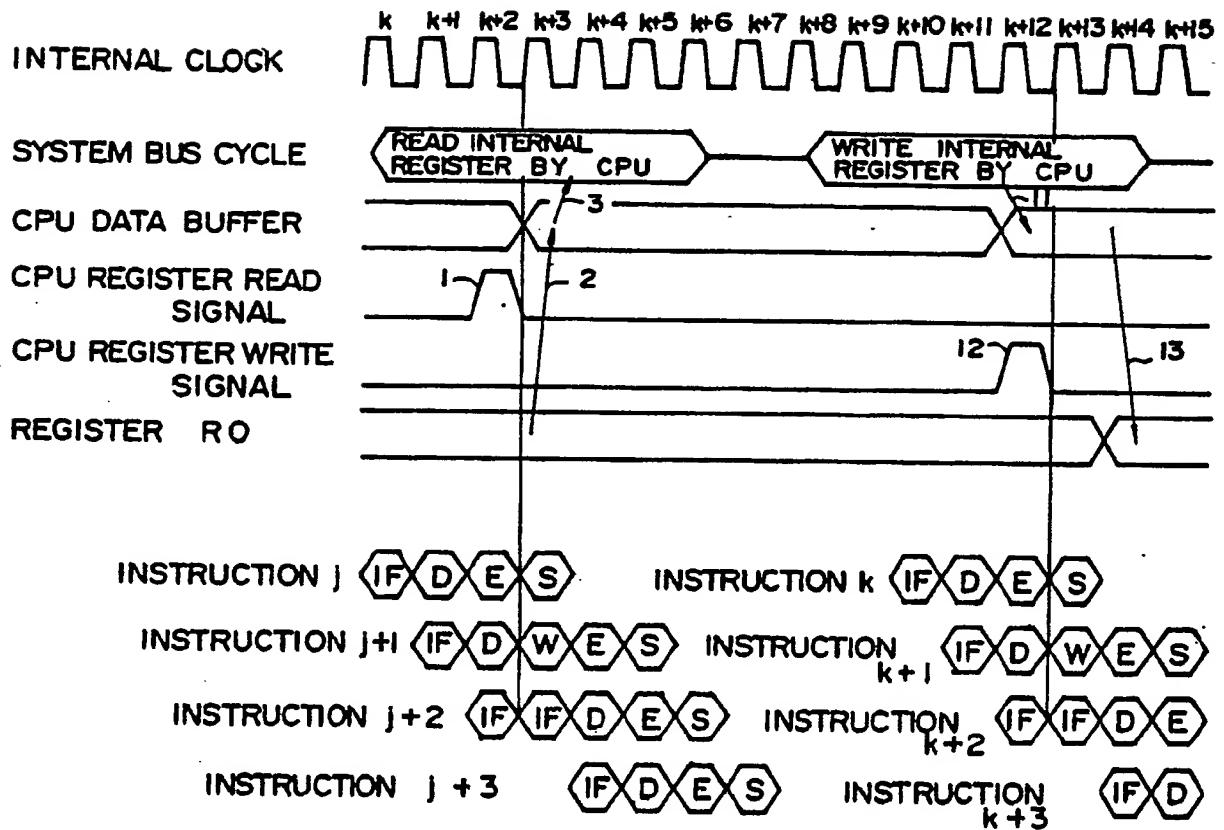 k k+1 k+2 k+3 k+4 k+5 k+6 k+7 k+8 k+9 k+10 k+11 k+12 k+13 k+14 k+15
INTERNAL CLOCK
SYSTEM BUS CYCLE
READ INTERNAL
REGISTER BY CPU
WRITE INTERNAL
REGISTER BY CPU
3
11
CPU DATA BUFFER
CPU REGISTER READ
SIGNAL
1
2
CPU REGISTER WRITE
SIGNAL
12
13
REGISTER R0
INSTRUCTION j IF D E S
INSTRUCTION k IF D E S
INSTRUCTION j+1 IF D W E S
INSTRUCTION
k+1
IF D W E S
INSTRUCTION j+2 IF IF D E S
INSTRUCTION
k+2
IF IF D E
INSTRUCTION j+3 IF D E S
INSTRUCTION
k+3
IF D